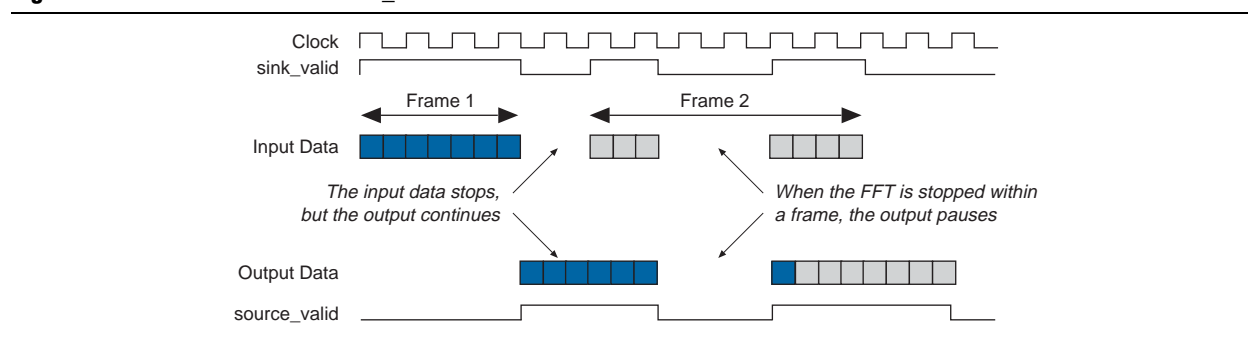 Clock
sink_valid
Frame 1
Frame 2
Input Data
The input data stops,
but the output continues
When the FFT is stopped within
a frame, the output pauses
Output Data
source_valid